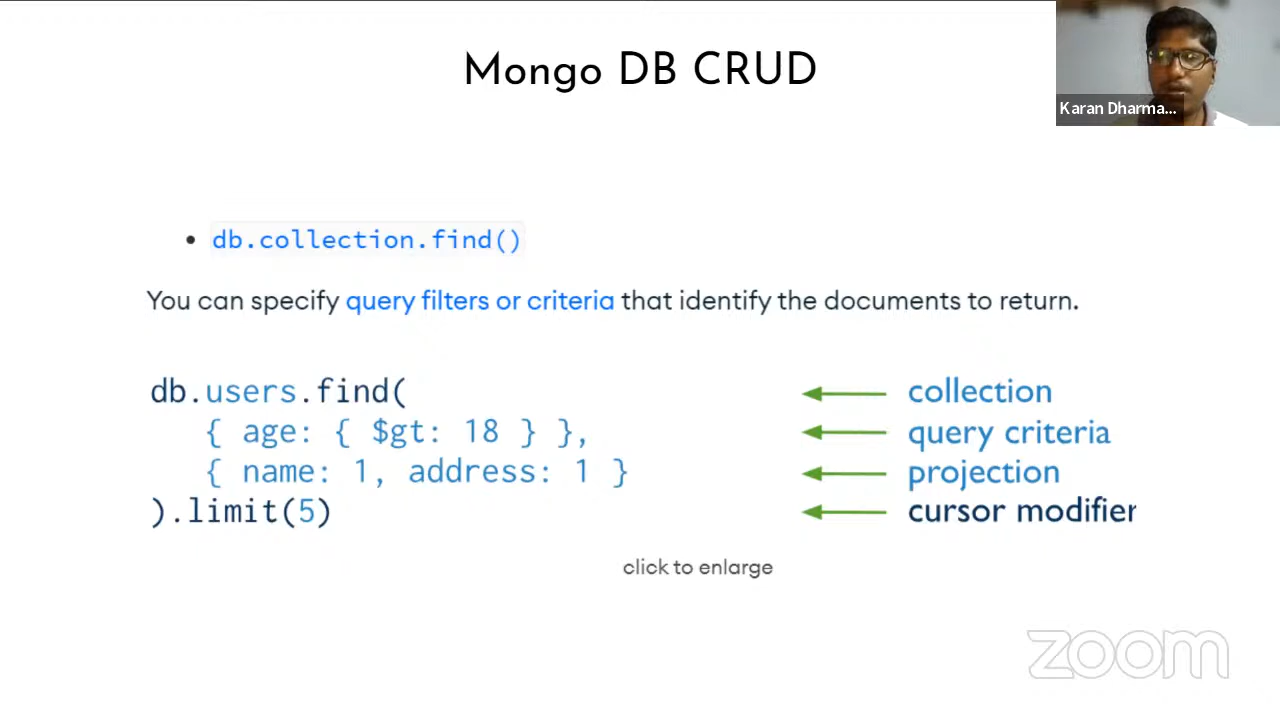 Mongo DB CRUD
Karan Dharma...
• db.collection.find()
You can specify query filters or criteria that identify the documents to return.
db.users.find( collection
{ age: { $gt: 18 } }, query criteria
{ name: 1, address: 1 } projection
).limit(5) cursor modifier
click to enlarge
zoom